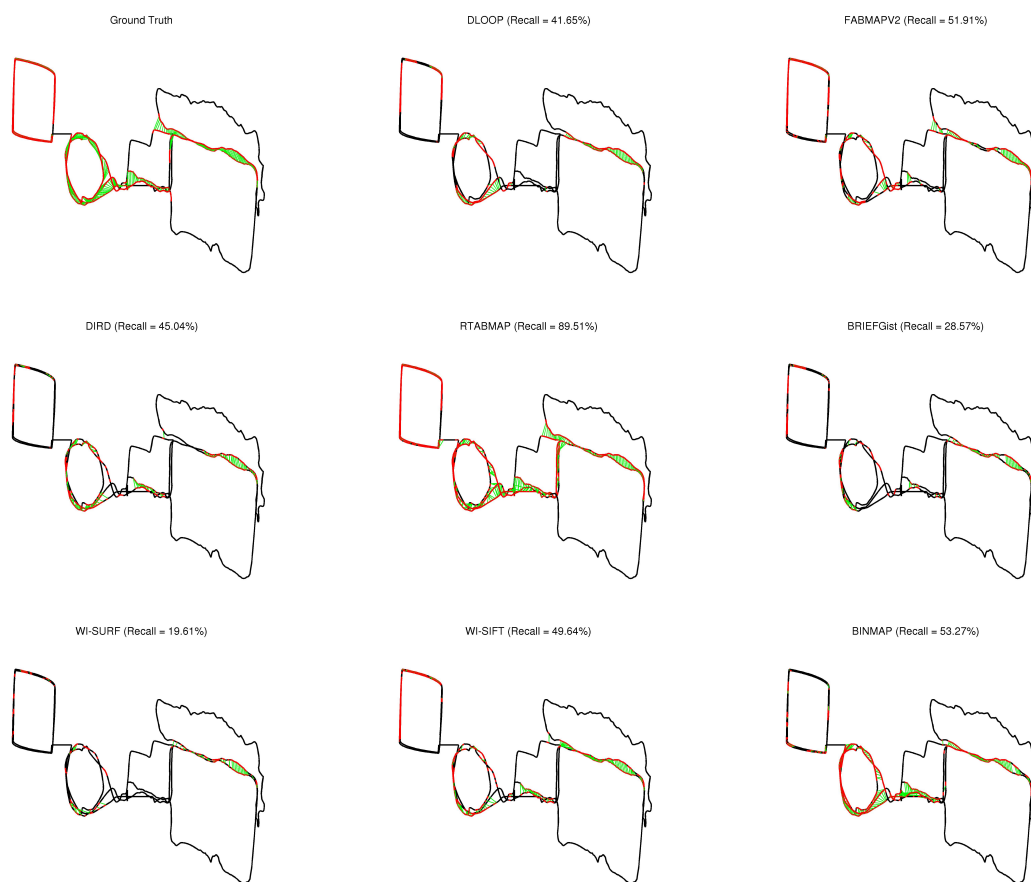 Ground Truth
DLOOP (Recall = 41.65%)
FABMAPV2 (Recall = 51.91%)
DIRD (Recall = 45.04%)
RTABMAP (Recall = 89.51%)
BRIEFGist (Recall = 28.57%)
WI-SURF (Recall = 19.61%)
WI-SIFT (Recall = 49.64%)
BINMAP (Recall = 53.27%)